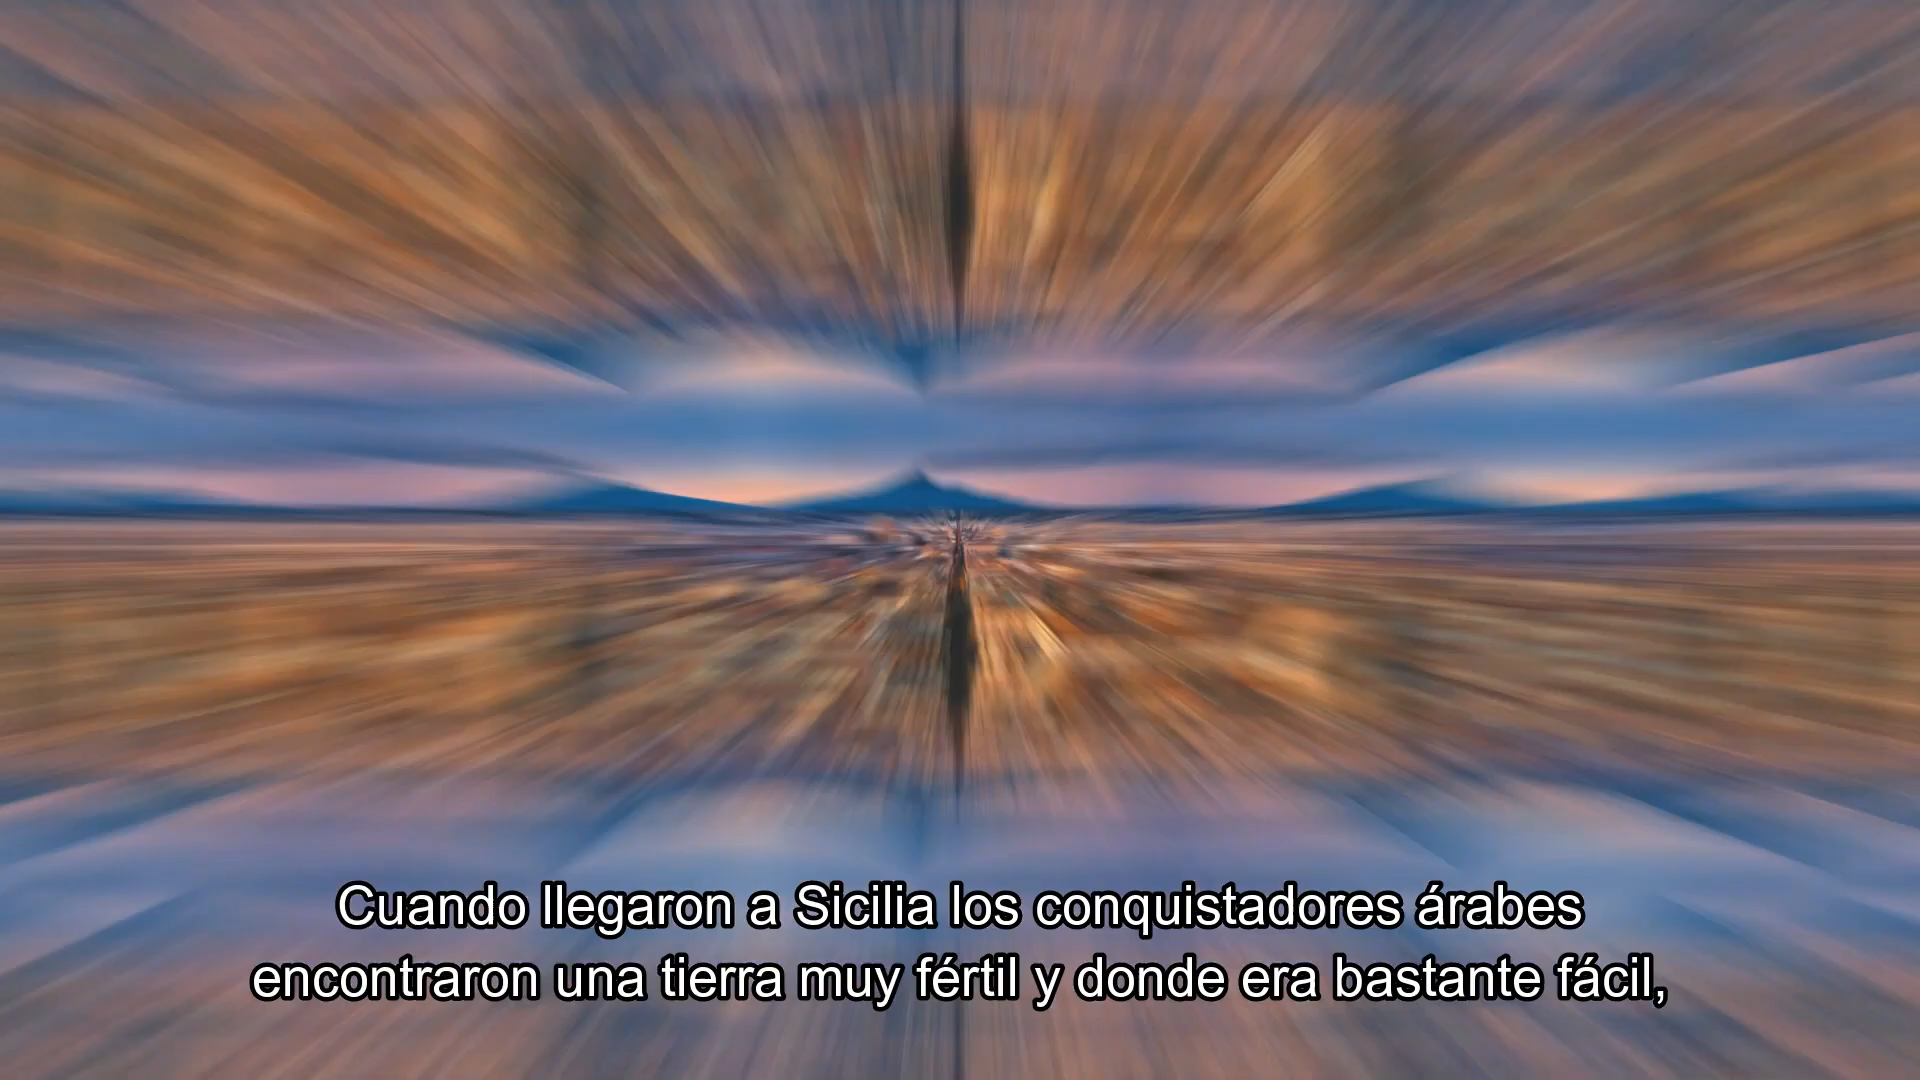 Cuando llegaron a Sicilia los conquistadores árabes
encontraron una tierra muy fértil y donde era bastante fácil,